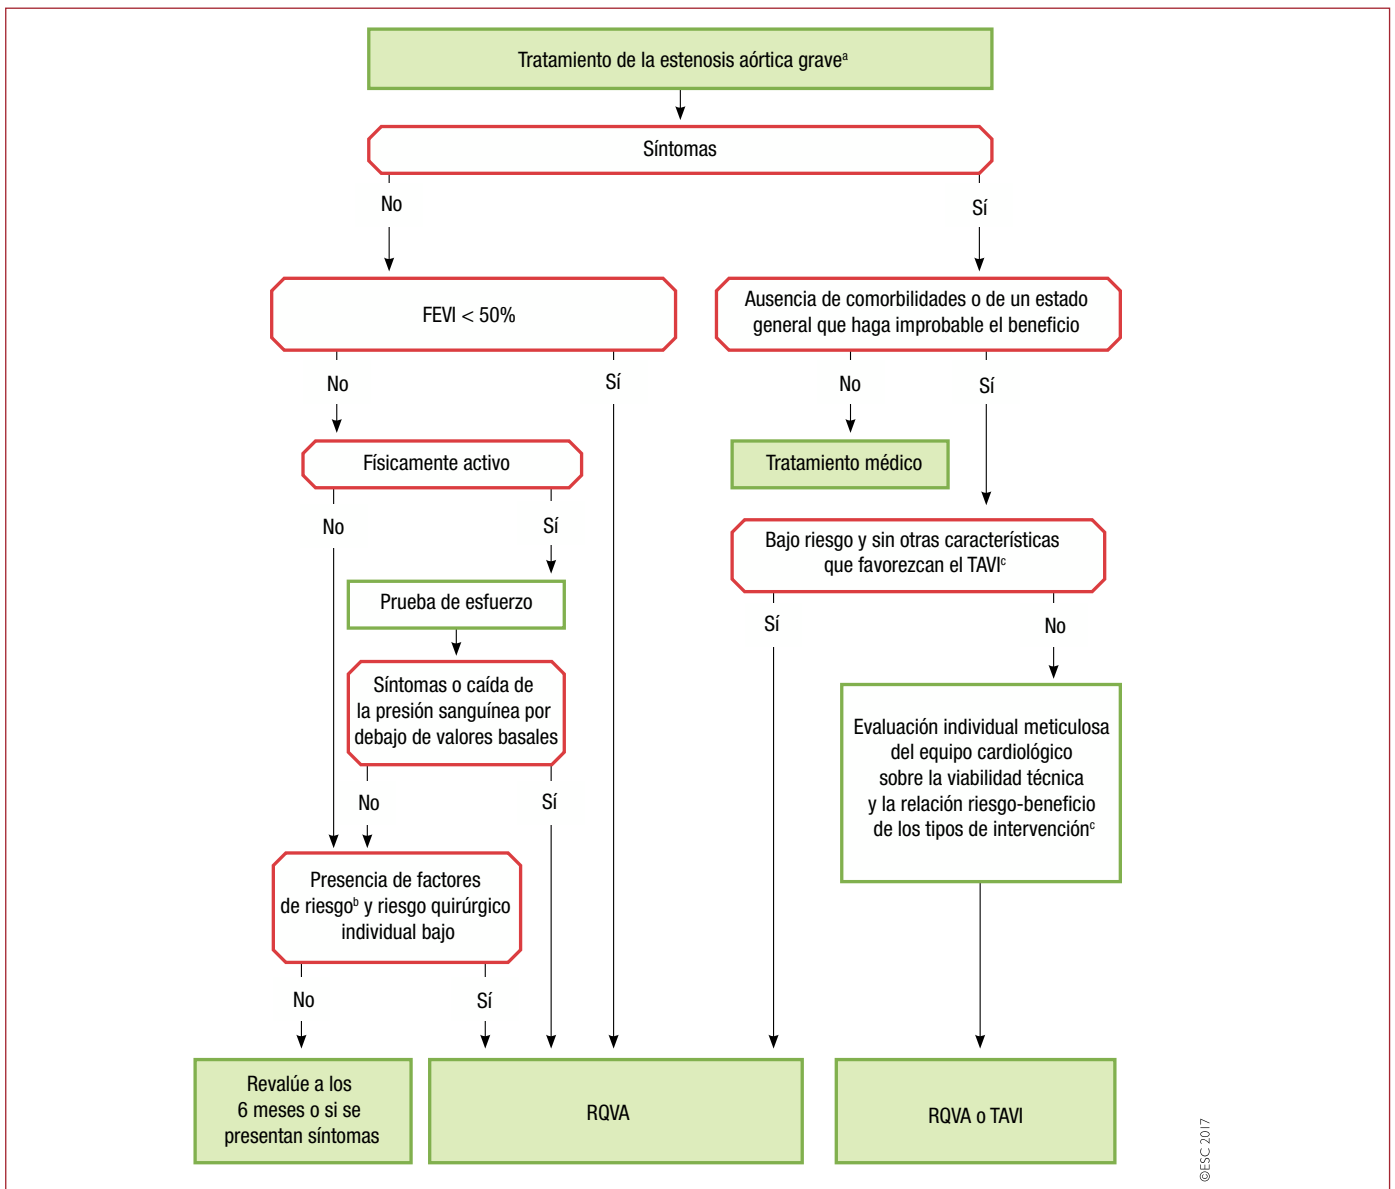 Tratamiento de la estenosis aórtica graveᵃ
Síntomas
No
Sí
FEVI < 50%
Ausencia de comorbilidades o de un estado
general que haga improbable el beneficio
No
Sí
No
Sí
Físicamente activo
Tratamiento médico
No
Sí
Bajo riesgo y sin otras características
que favorezcan el TAVIᶜ
Prueba de esfuerzo
Sí
No
Síntomas o caída de
la presión sanguínea por
debajo de valores basales
Evaluación individual meticulosa
del equipo cardiológico
sobre la viabilidad técnica
y la relación riesgo-beneficio
de los tipos de intervenciónᶜ
No
Sí
Presencia de factores
de riesgoᵇ y riesgo quirúrgico
individual bajo
No
Sí
Revalúe a los
6 meses o si se
presentan síntomas
RQVA
RQVA o TAVI
©ESC 2017